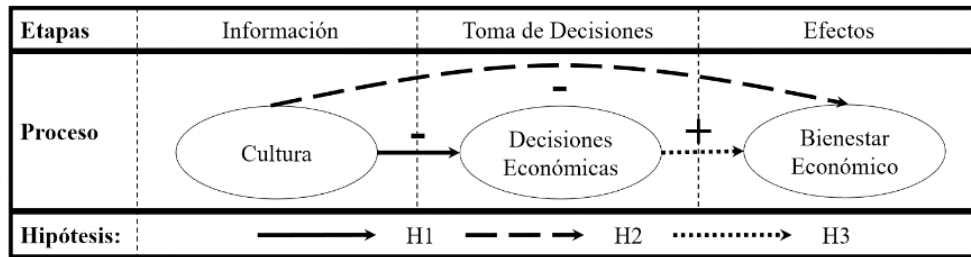 Etapas Información Toma de Decisiones Efectos
-
Proceso Cultura - Decisiones Económicas + Bienestar Económico
Hipótesis: H1 H2 H3